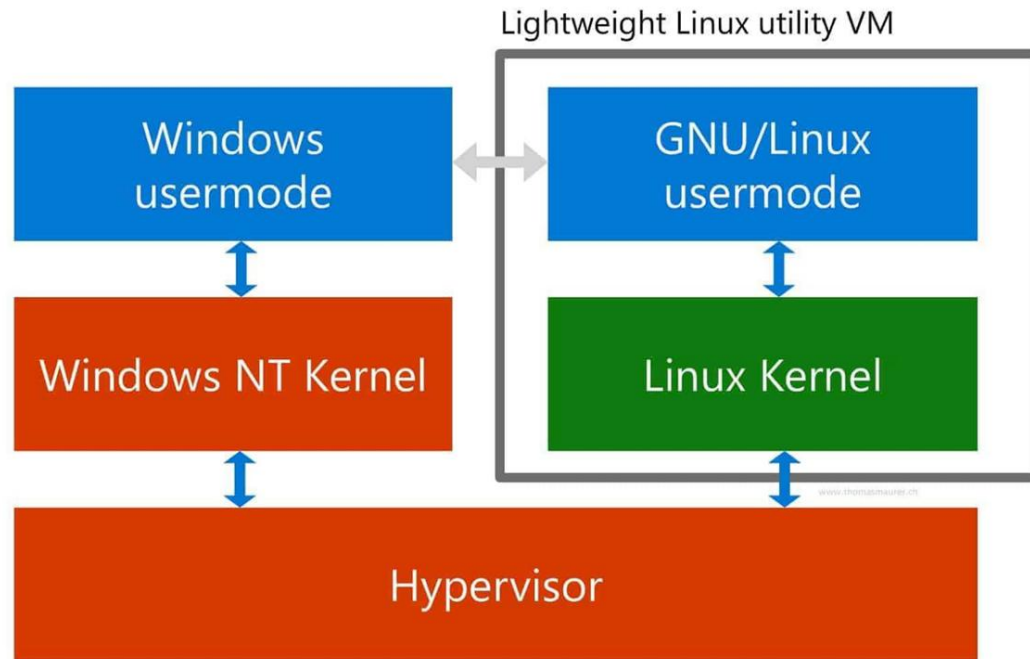 Lightweight Linux utility VM
Windows
usermode
GNU/Linux
usermode
Windows NT Kernel
Linux Kernel
www.thomasmaurer.ch
Hypervisor